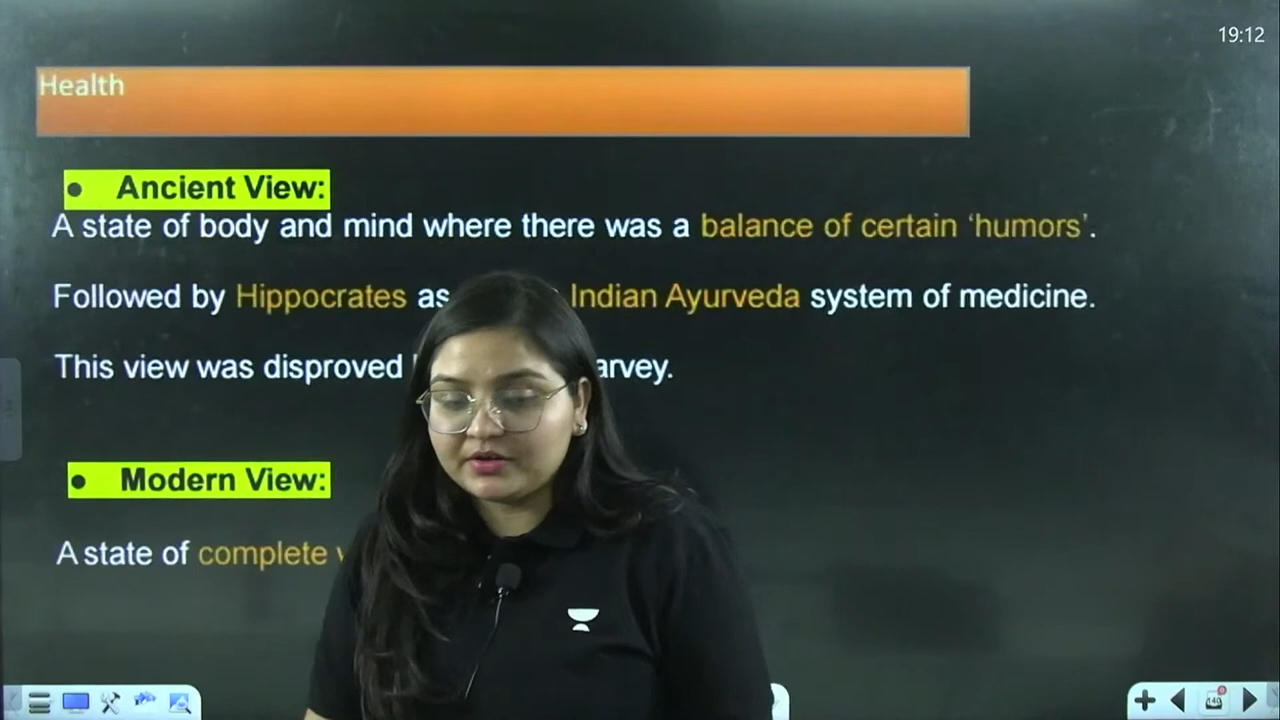 19:12
Health
• Ancient View:
A state of body and mind where there was a balance of certain ‘humors’.
Followed by Hippocrates as Indian Ayurveda system of medicine.
This view was disproved arvey.
• Modern View:
A state of complete
140